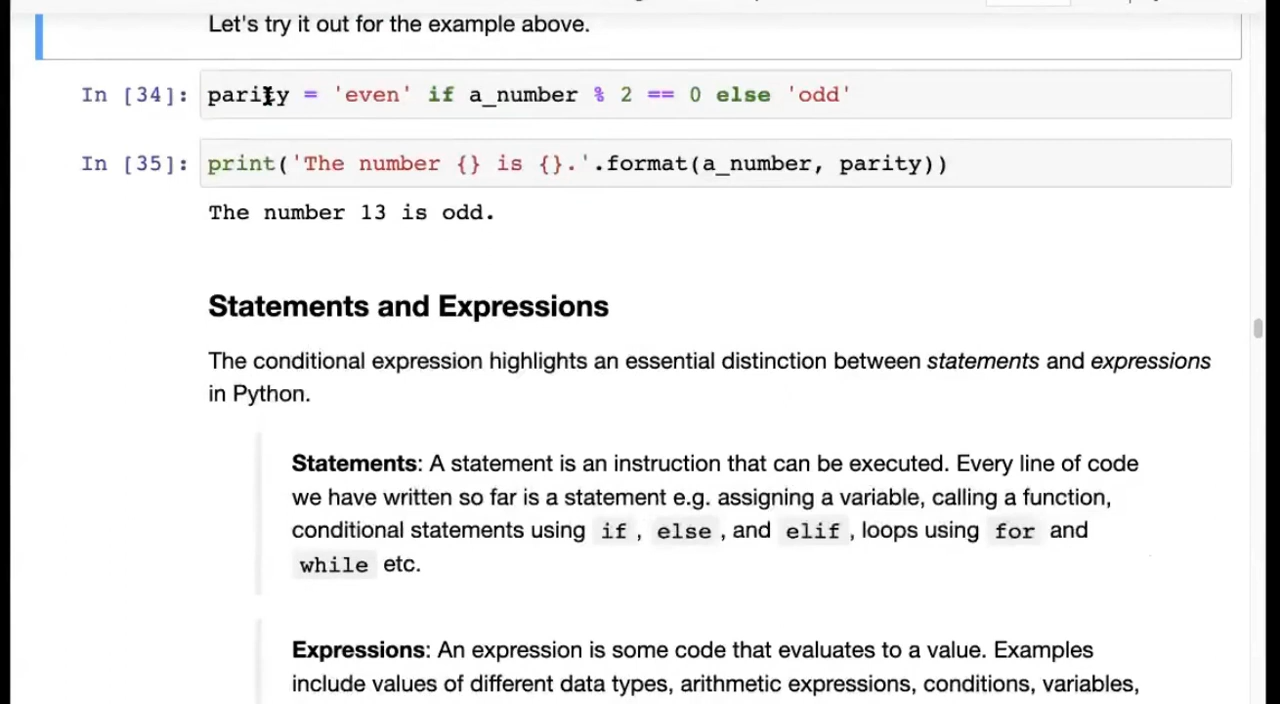 Let's try it out for the example above.
In [34]: parity = 'even' if a_number % 2 == 0 else 'odd'
In [35]: print('The number {} is {}.'.format(a_number, parity))
The number 13 is odd.
Statements and Expressions
The conditional expression highlights an essential distinction between statements and expressions
in Python.
Statements: A statement is an instruction that can be executed. Every line of code
we have written so far is a statement e.g. assigning a variable, calling a function,
conditional statements using if, else, and elif, loops using for and
while etc.
Expressions: An expression is some code that evaluates to a value. Examples
include values of different data types, arithmetic expressions, conditions, variables,